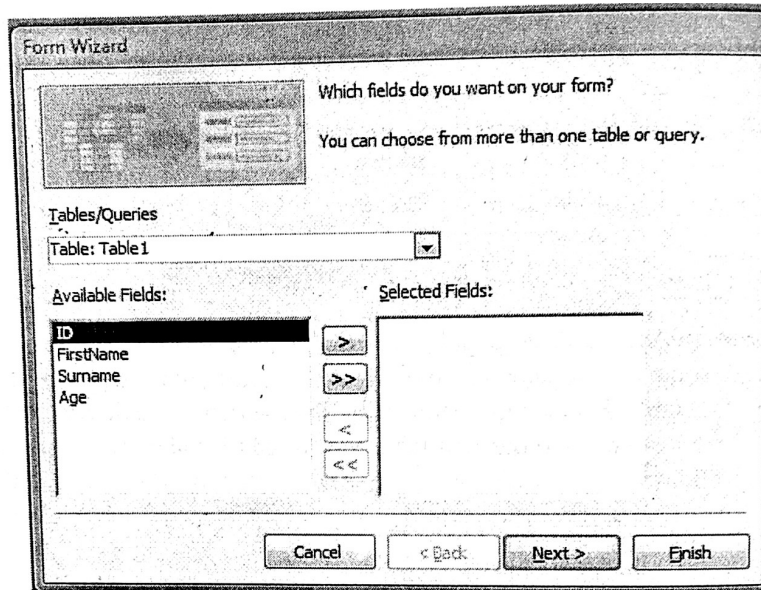 Form Wizard
Which fields do you want on your form?
You can choose from more than one table or query.
Tables/Queries
Table: Table1
Available Fields:
Selected Fields:
ID
FirstName
Surname
Age
>
>>
<
<<
Cancel
< Back
Next >
Finish